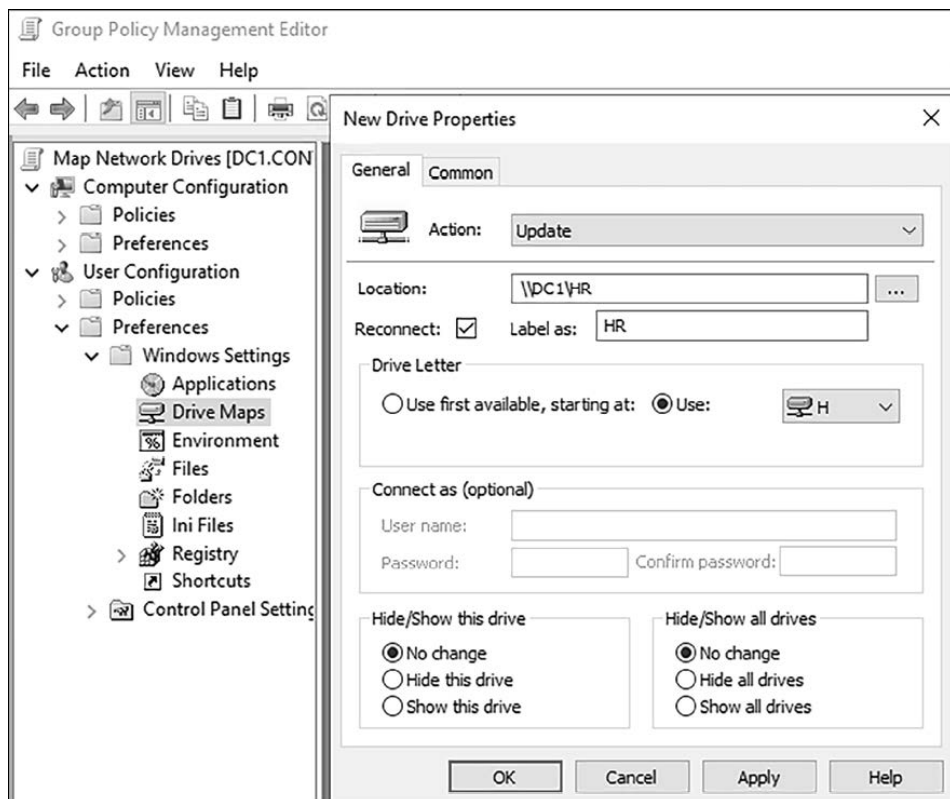 Group Policy Management Editor
File Action View Help
Map Network Drives [DC1.CON
Computer Configuration
Policies
Preferences
User Configuration
Policies
Preferences
Windows Settings
Applications
Drive Maps
Environment
Files
Folders
Ini Files
Registry
Shortcuts
Control Panel Setting
New Drive Properties
General Common
Action: Update
Location: \\DC1\HR ...
Reconnect: Label as: HR
Drive Letter
Use first available, starting at: Use: H
Connect as (optional)
User name:
Password: Confirm password:
Hide/Show this drive
No change
Hide this drive
Show this drive
Hide/Show all drives
No change
Hide all drives
Show all drives
OK Cancel Apply Help